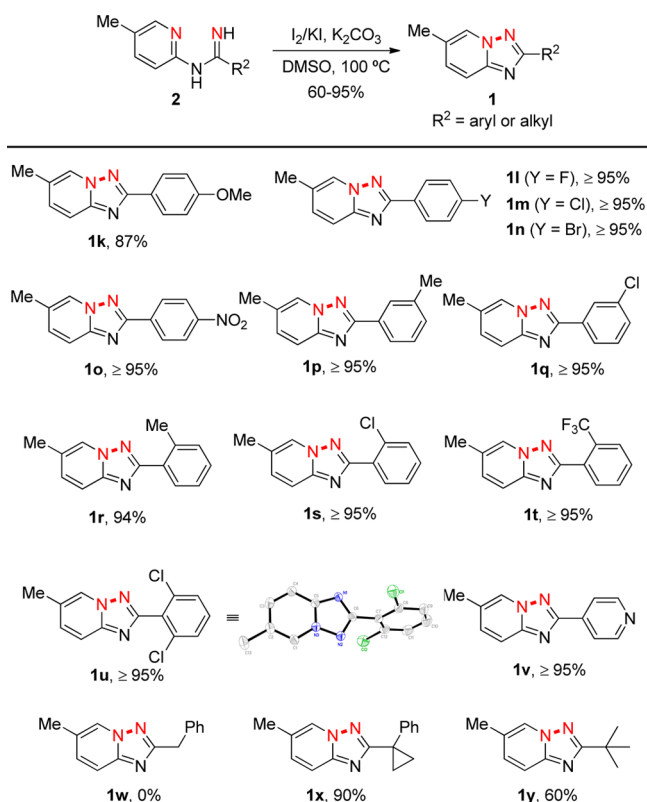 Me N NH I2/KI, K2CO3 Me N N
N H R2 DMSO, 100 ºC N R2
2 60-95% 1
R2 = aryl or alkyl
Me N N N OMe
1k, 87%
Me N N N Y
1l (Y = F), ≥ 95%
1m (Y = Cl), ≥ 95%
1n (Y = Br), ≥ 95%
Me N N N NO2
1o, ≥ 95%
Me N N N Me
1p, ≥ 95%
Me N N N Cl
1q, ≥ 95%
Me N N N Me
1r, 94%
Me N N N Cl
1s, ≥ 95%
Me N N N F3C
1t, ≥ 95%
Me N N N Cl Cl
1u, ≥ 95%
≡
Me N N N N
1v, ≥ 95%
Me N N N Ph
1w, 0%
Me N N N Ph
1x, 90%
Me N N N
1y, 60%